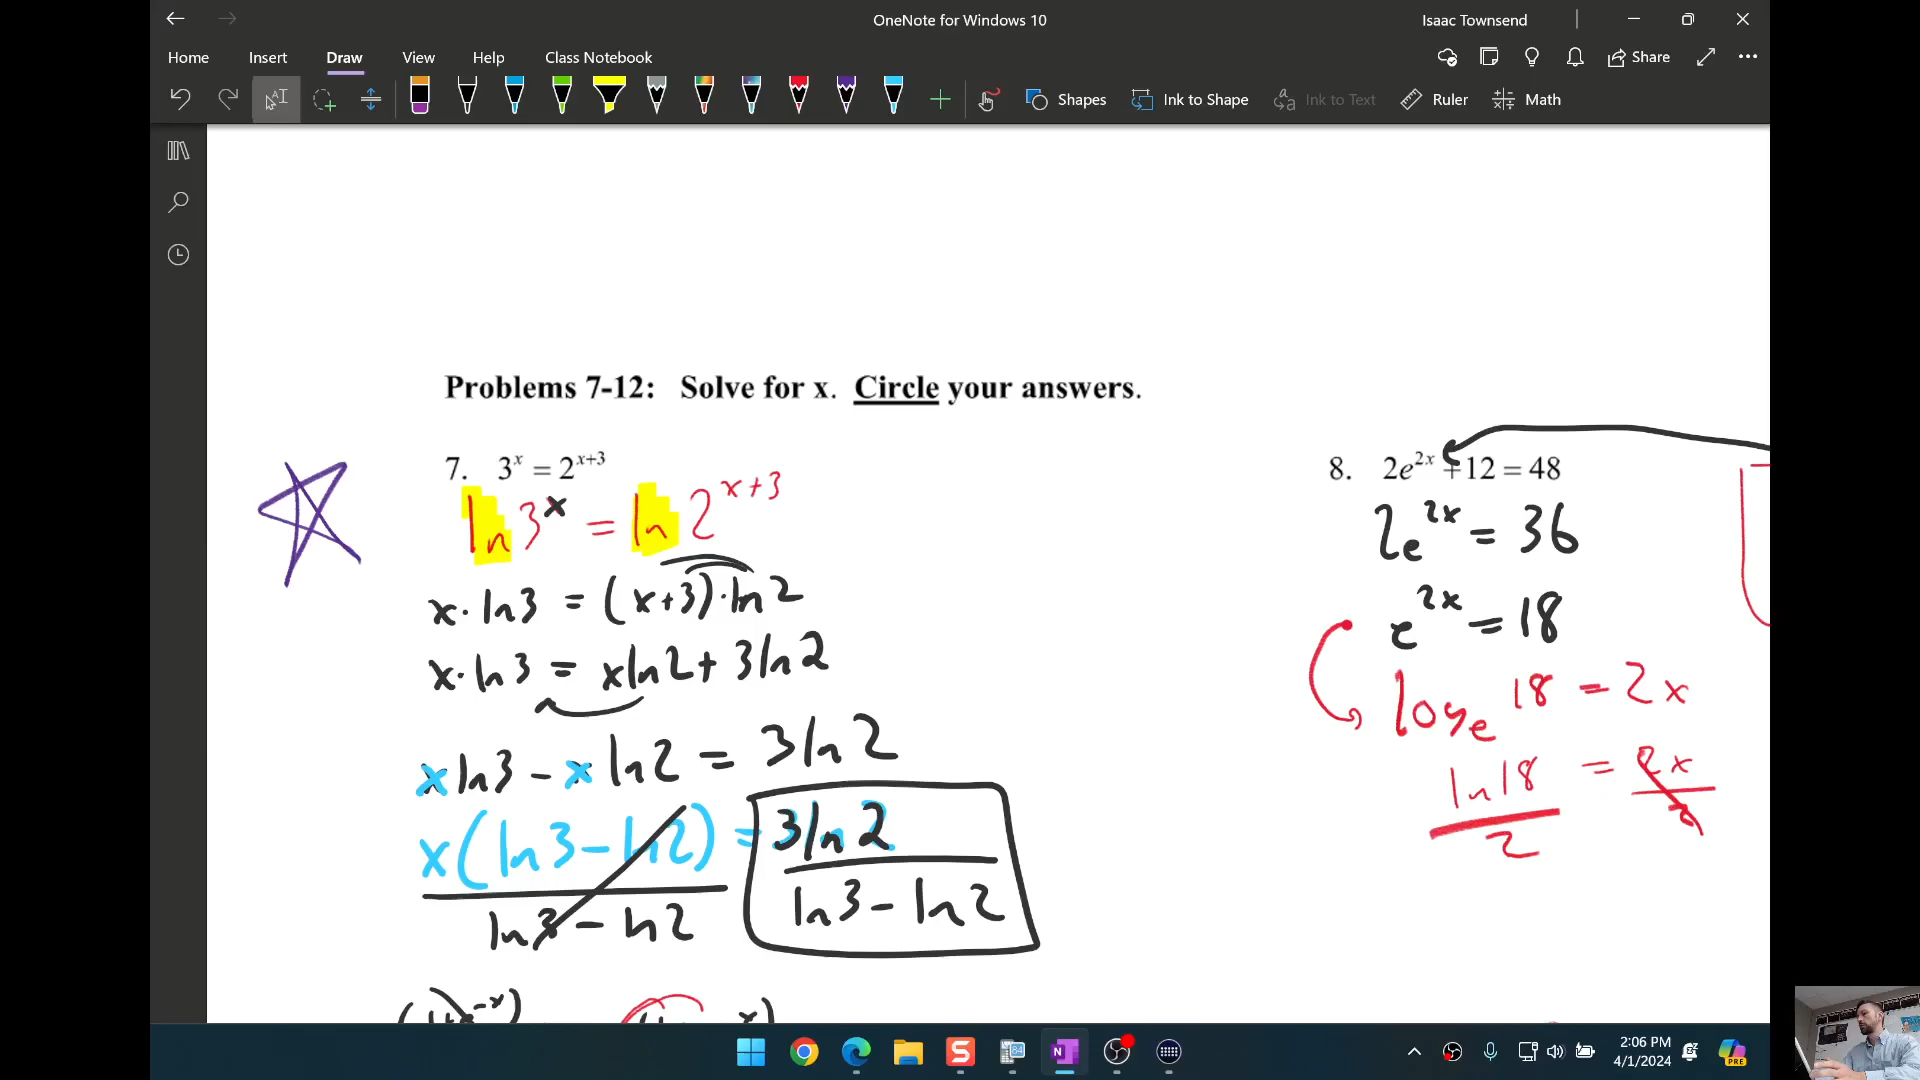 OneNote for Windows 10
Isaac Townsend
Home Insert Draw View Help Class Notebook
Share
Shapes Ink to Shape Ink to Text Ruler Math
Problems 7-12: Solve for x. Circle your answers.
7. 3^x = 2^{x+3}
ln 3^x = ln 2^{x+3}
x · ln3 = (x+3) · ln2
x · ln3 = xln2 + 3ln2
xln3 - xln2 = 3ln2
x(ln3 - ln2) = 3ln2
ln3 - ln2 ln3 - ln2
8. 2e^{2x} + 12 = 48
2e^{2x} = 36
e^{2x} = 18
log_e 18 = 2x
ln18 = 2x
2 2
84
2:06 PM
4/1/2024
PRE